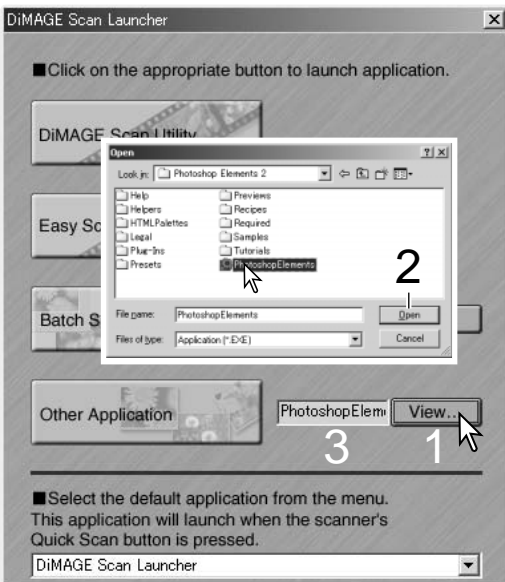 DiMAGE Scan Launcher
■Click on the appropriate button to launch application.
DiMAGE Scan Utility
Open
Look in: Photoshop Elements 2
Help
Helpers
HTMLPalettes
Legal
Plug-Ins
Presets
Previews
Recipes
Required
Samples
Tutorials
PhotoshopElements
2
File name: PhotoshopElements Open
Files of type: Application (*.EXE) Cancel
Easy Sc
Batch S
Other Application PhotoshopElem View...
3 1
■Select the default application from the menu.
This application will launch when the scanner's
Quick Scan button is pressed.
DiMAGE Scan Launcher